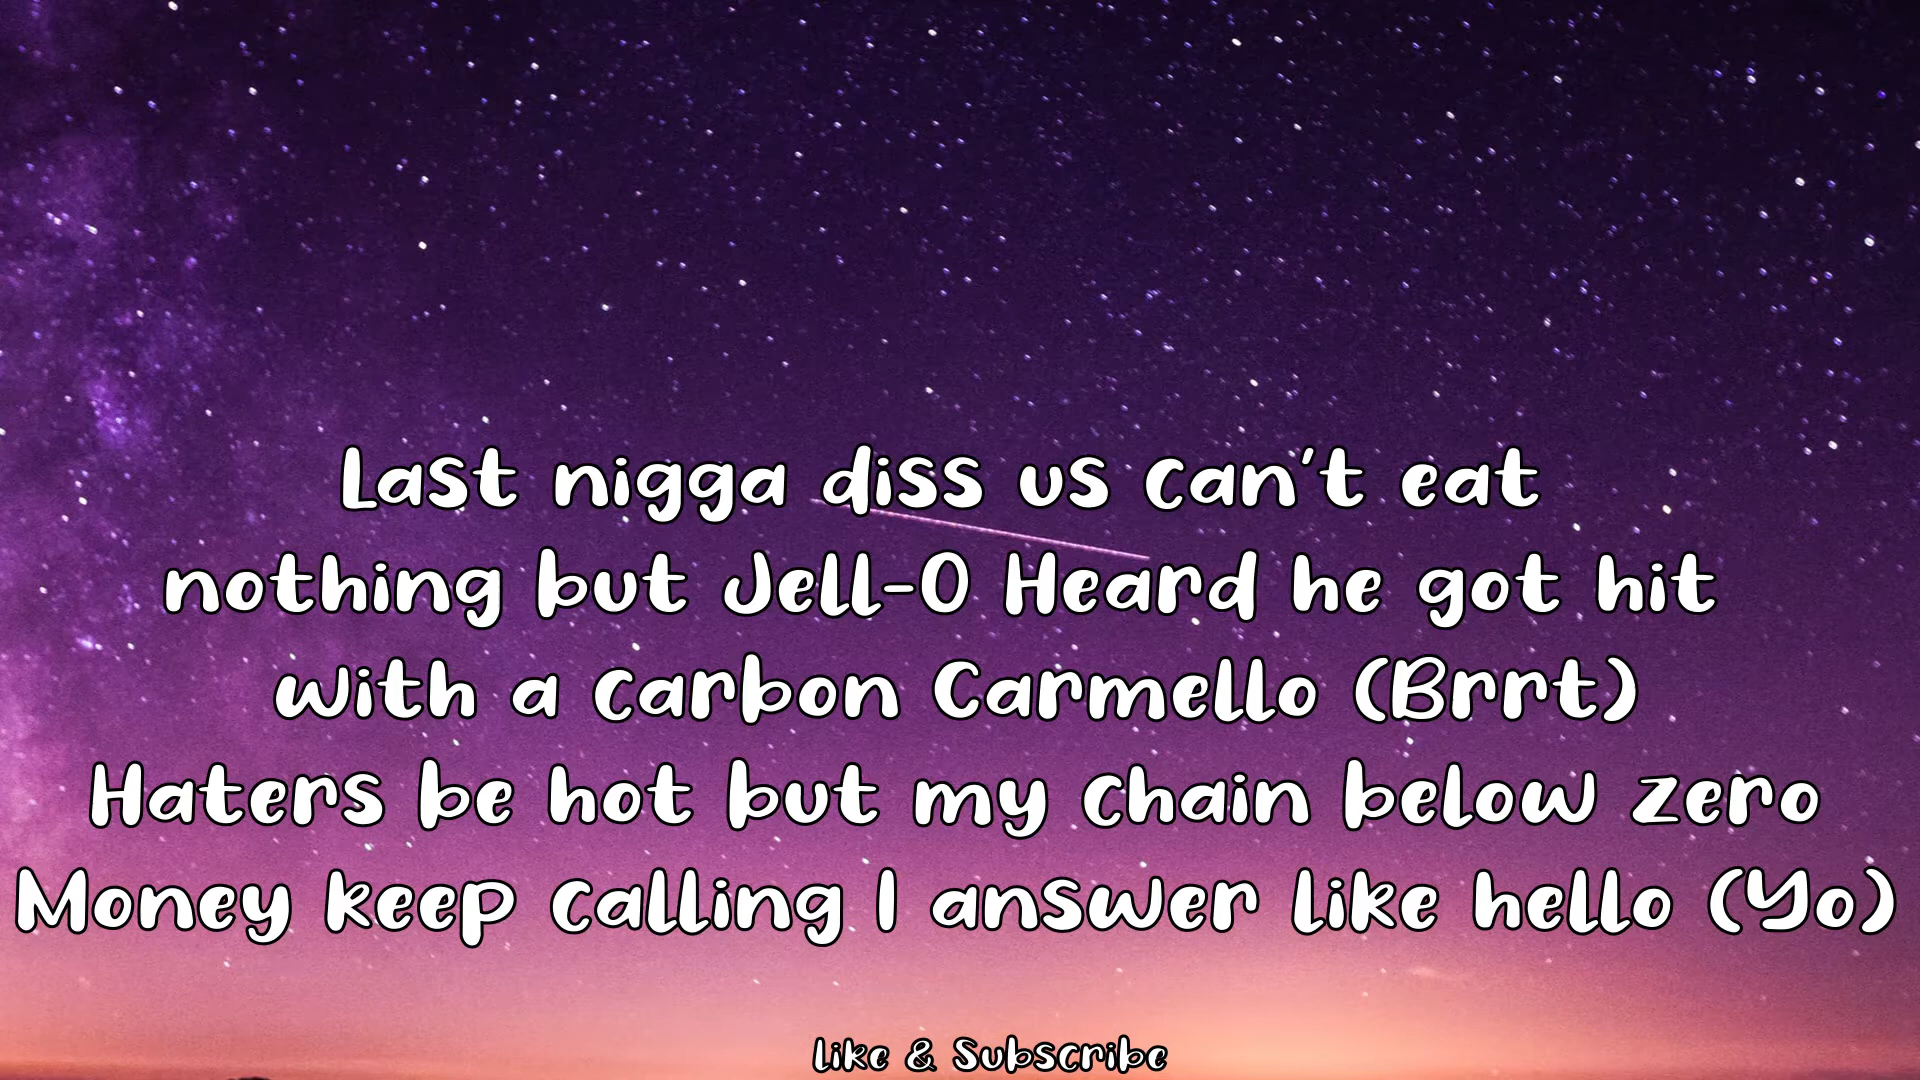 Last nigga diss us can't eat
nothing but Jell-O Heard he got hit
with a carbon Carmello (Brrt)
Haters be hot but my chain below zero
Money keep calling I answer like hello (Yo)
Like & Subscribe